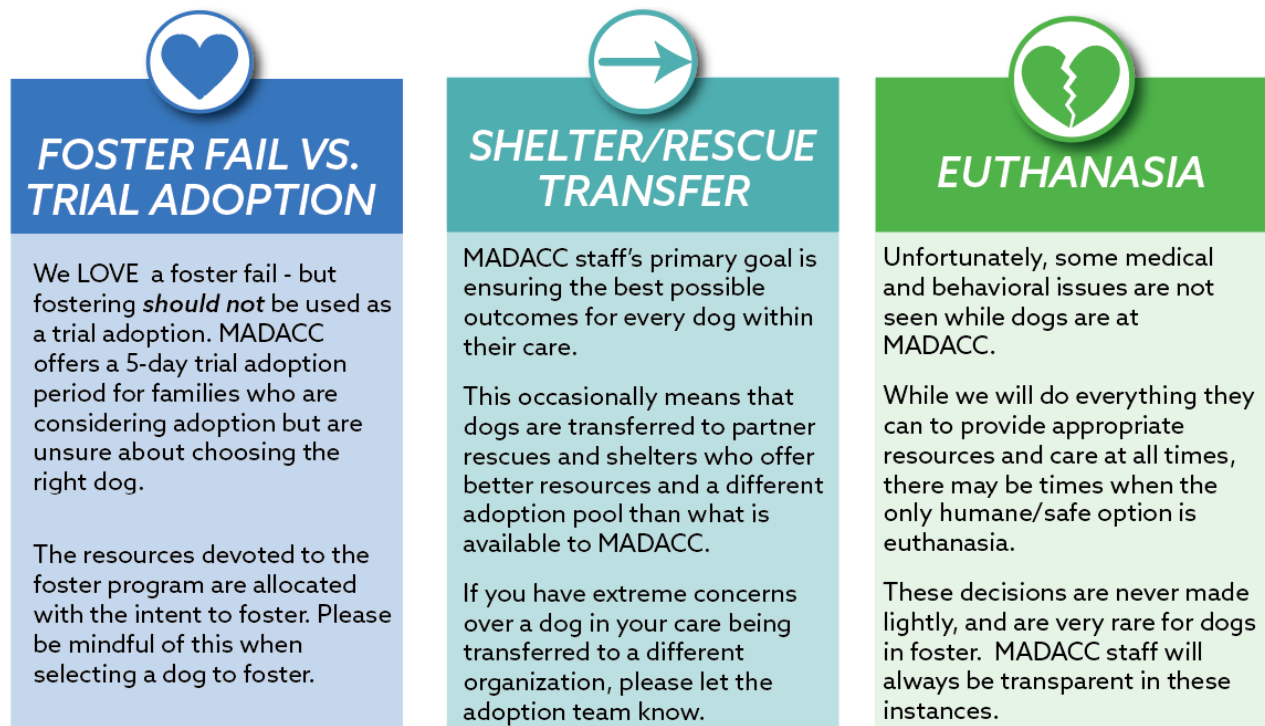 FOSTER FAIL VS.
TRIAL ADOPTION
We LOVE  a foster fail - but
fostering should not be used as
a trial adoption. MADACC
offers a 5-day trial adoption
period for families who are
considering adoption but are
unsure about choosing the
right dog.
The resources devoted to the
foster program are allocated
with the intent to foster. Please
be mindful of this when
selecting a dog to foster.
SHELTER/RESCUE
TRANSFER
MADACC staff's primary goal is
ensuring the best possible
outcomes for every dog within
their care.
This occasionally means that
dogs are transferred to partner
rescues and shelters who offer
better resources and a different
adoption pool than what is
available to MADACC.
If you have extreme concerns
over a dog in your care being
transferred to a different
organization, please let the
adoption team know.
EUTHANASIA
Unfortunately, some medical
and behavioral issues are not
seen while dogs are at
MADACC.
While we will do everything they
can to provide appropriate
resources and care at all times,
there may be times when the
only humane/safe option is
euthanasia.
These decisions are never made
lightly, and are very rare for dogs
in foster.  MADACC staff will
always be transparent in these
instances.